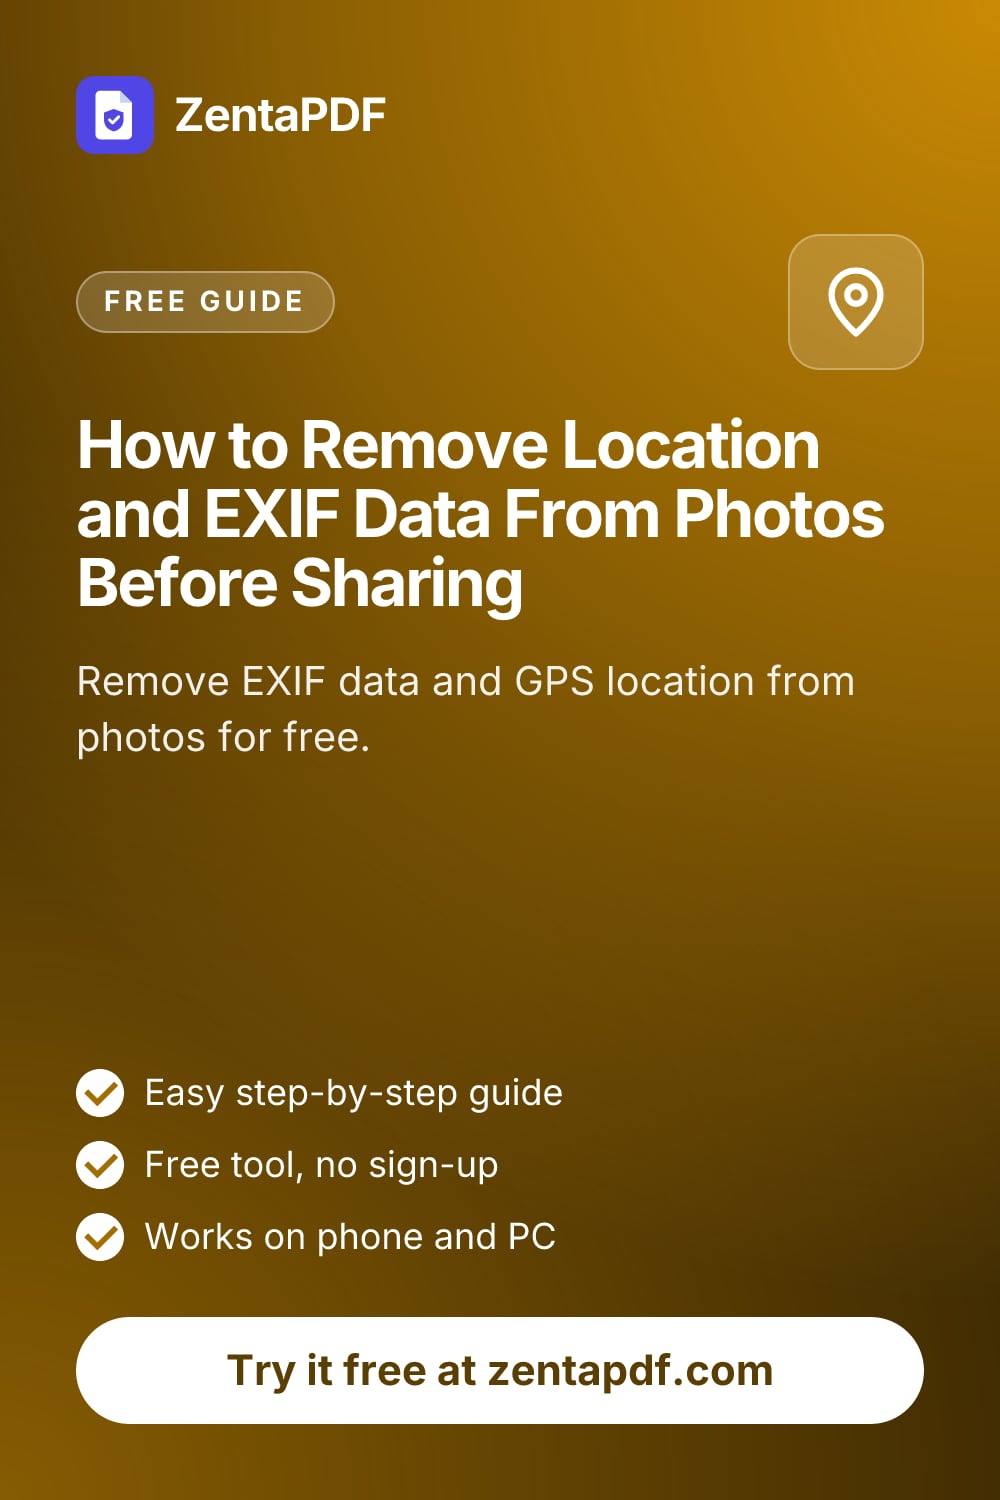 ZentaPDF
FREE GUIDE
How to Remove Location
and EXIF Data From Photos
Before Sharing
Remove EXIF data and GPS location from
photos for free.
Easy step-by-step guide
Free tool, no sign-up
Works on phone and PC
Try it free at zentapdf.com